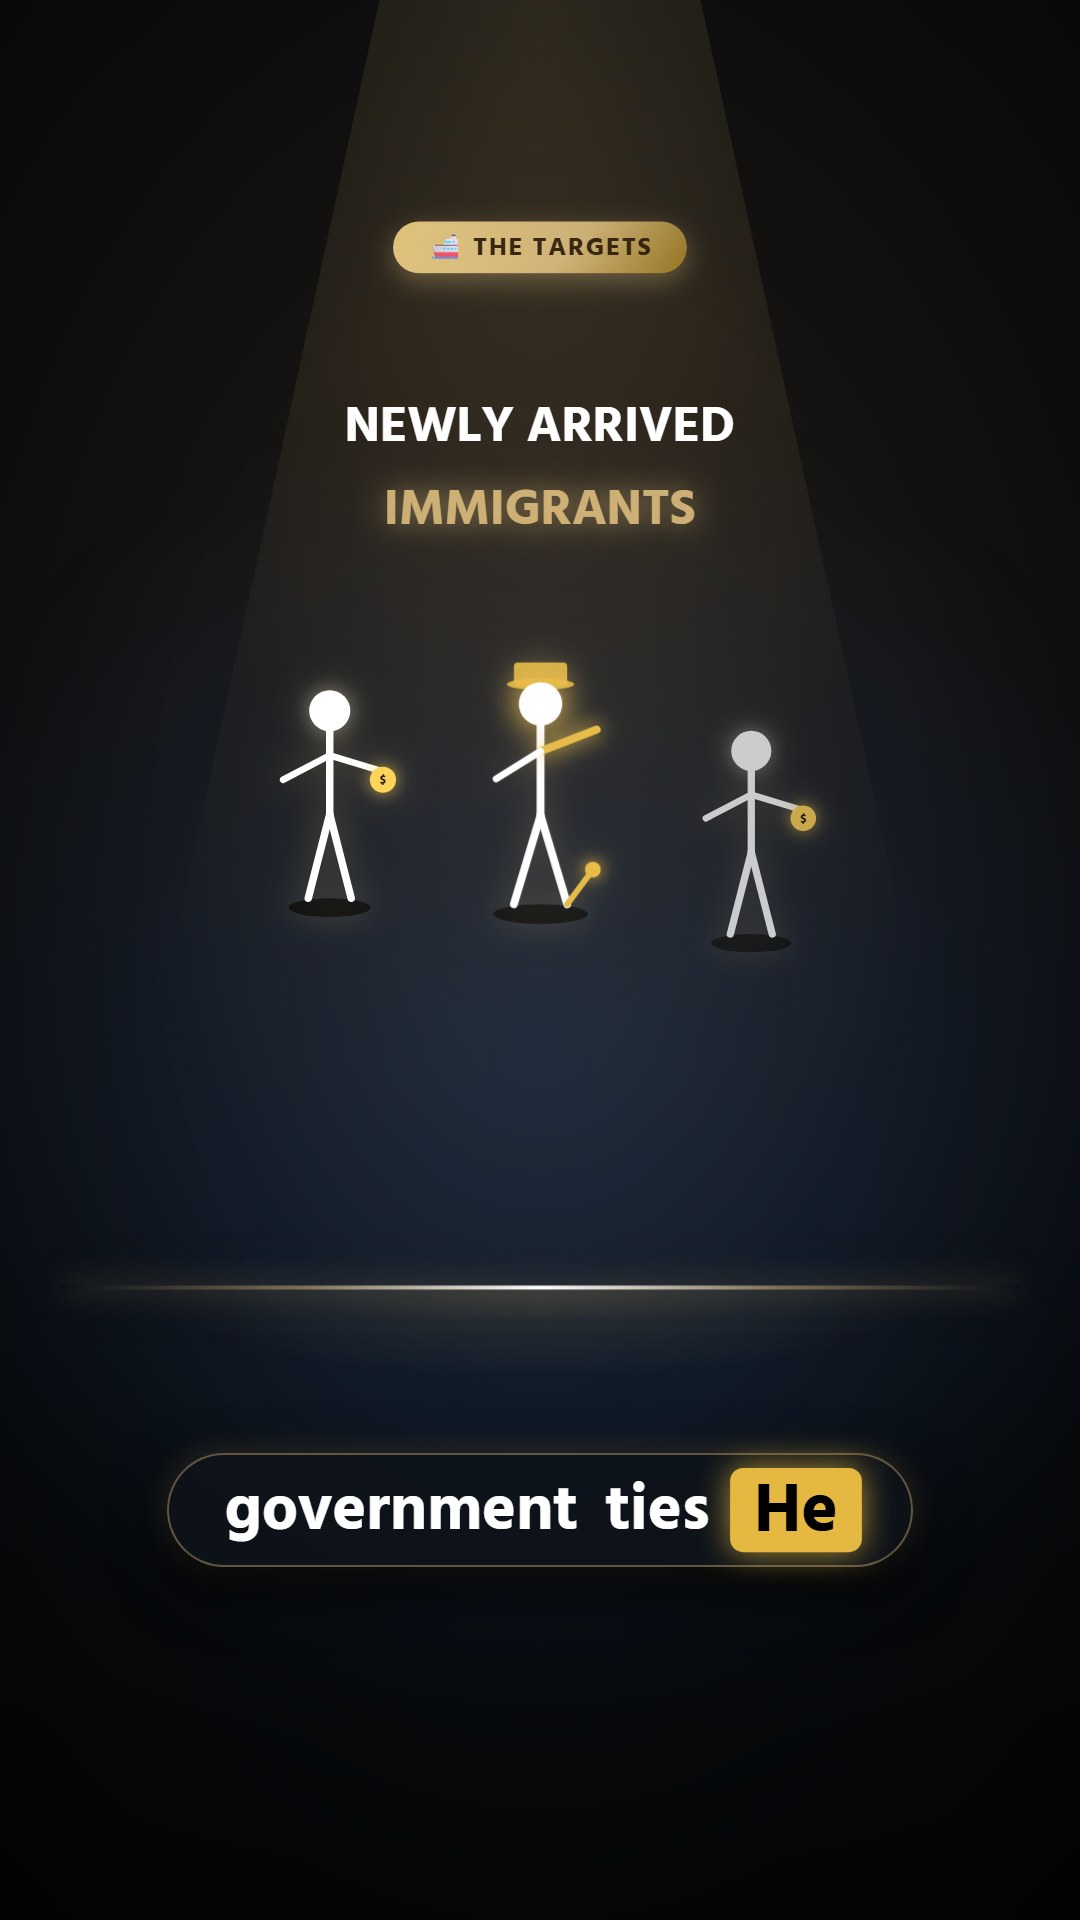 THE TARGETS
NEWLY ARRIVED
IMMIGRANTS
$
$
government ties He